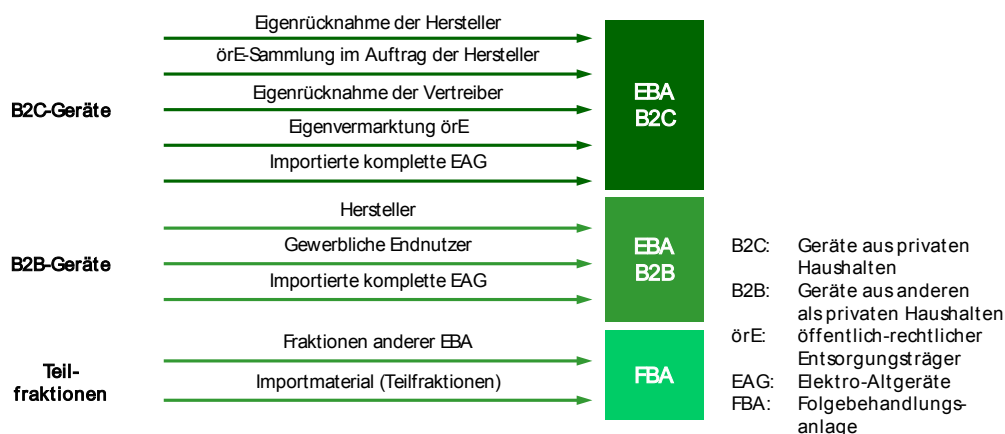 Eigenrücknahme der Hersteller
örE-Sammlung im Auftrag der Hersteller
B2C-Geräte
Eigenrücknahme der Vertreiber
Eigenvermarktung örE
Importierte komplette EAG
EBA
B2C
Hersteller
B2B-Geräte
Gewerbliche Endnutzer
Importierte komplette EAG
EBA
B2B
Teil-
fraktionen
Fraktionen anderer EBA
Importmaterial (Teilfraktionen)
FBA
B2C: Geräte aus privaten
Haushalten
B2B: Geräte aus anderen
als privaten Haushalten
örE: öffentlich-rechtlicher
Entsorgungsträger
EAG: Elektro-Altgeräte
FBA: Folgebehandlungs-
anlage